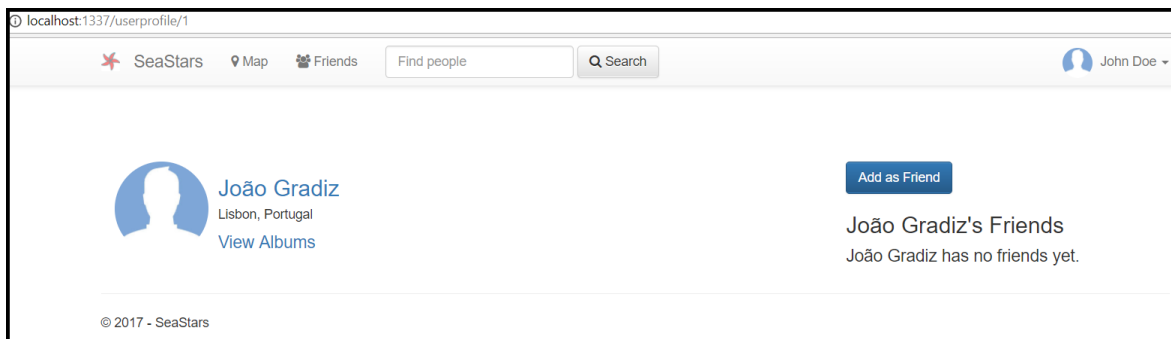 localhost:1337/userprofile/1
SeaStars Map Friends Find people Search John Doe
João Gradiz
Lisbon, Portugal
View Albums
Add as Friend
João Gradiz's Friends
João Gradiz has no friends yet.
© 2017 - SeaStars